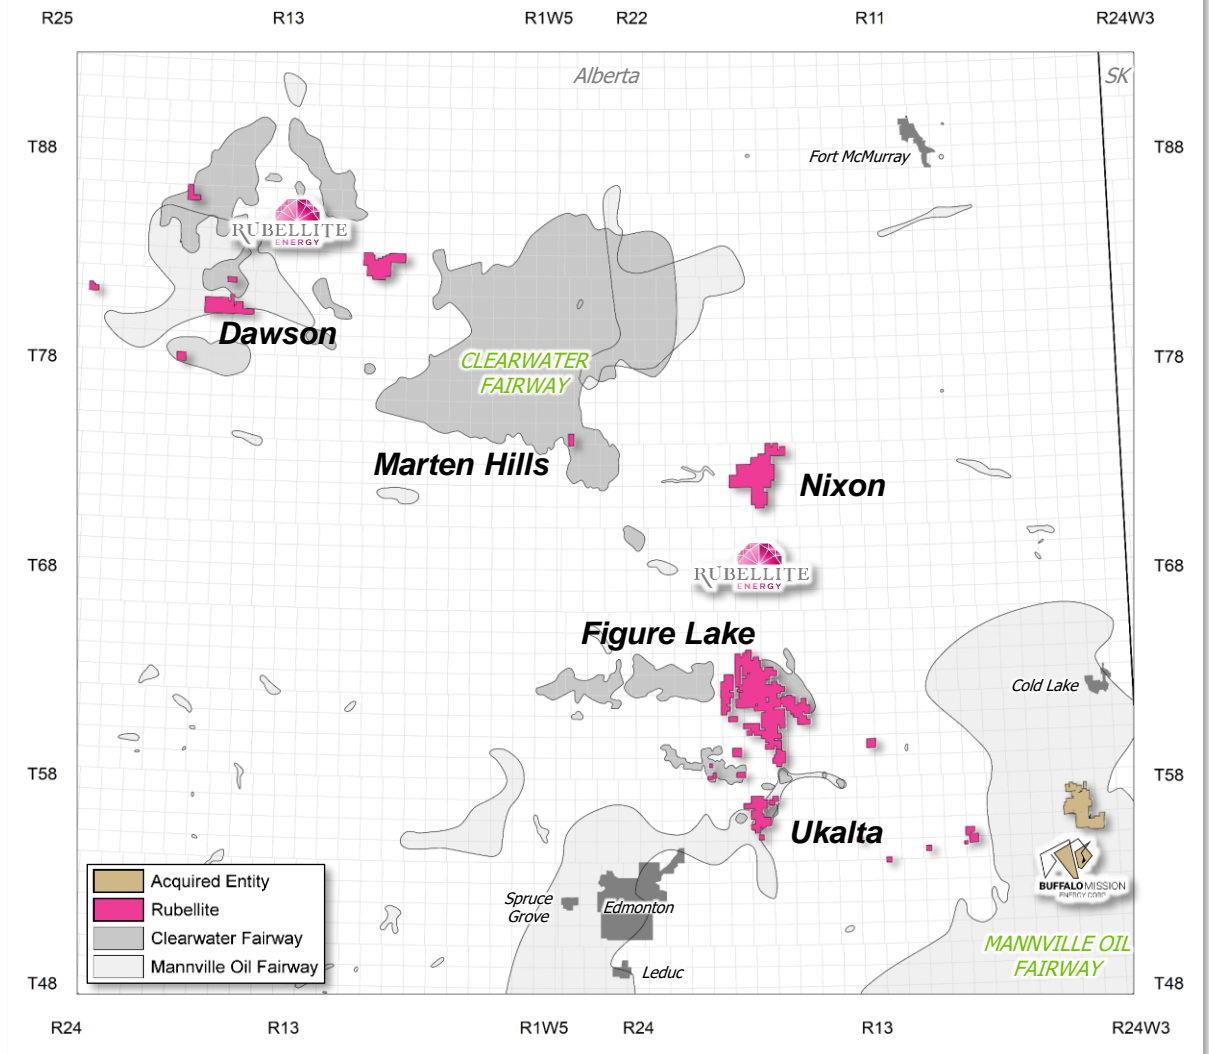 R25 R13 R1W5 R22 R11 R24W3
Alberta SK
T88 T88
Fort McMurray
RUBELLITE
ENERGY
Dawson
T78 T78
CLEARWATER
FAIRWAY
Marten Hills
Nixon
T68 T68
RUBELLITE
ENERGY
Figure Lake
Cold Lake
T58 T58
Ukalta
BUFFALO MISSION
ENERGY CORP
Acquired Entity
Rubellite
Clearwater Fairway
Mannville Oil Fairway
Spruce
Grove
Edmonton
Leduc
MANNVILLE OIL
FAIRWAY
T48 T48
R24 R13 R1W5 R24 R13 R24W3